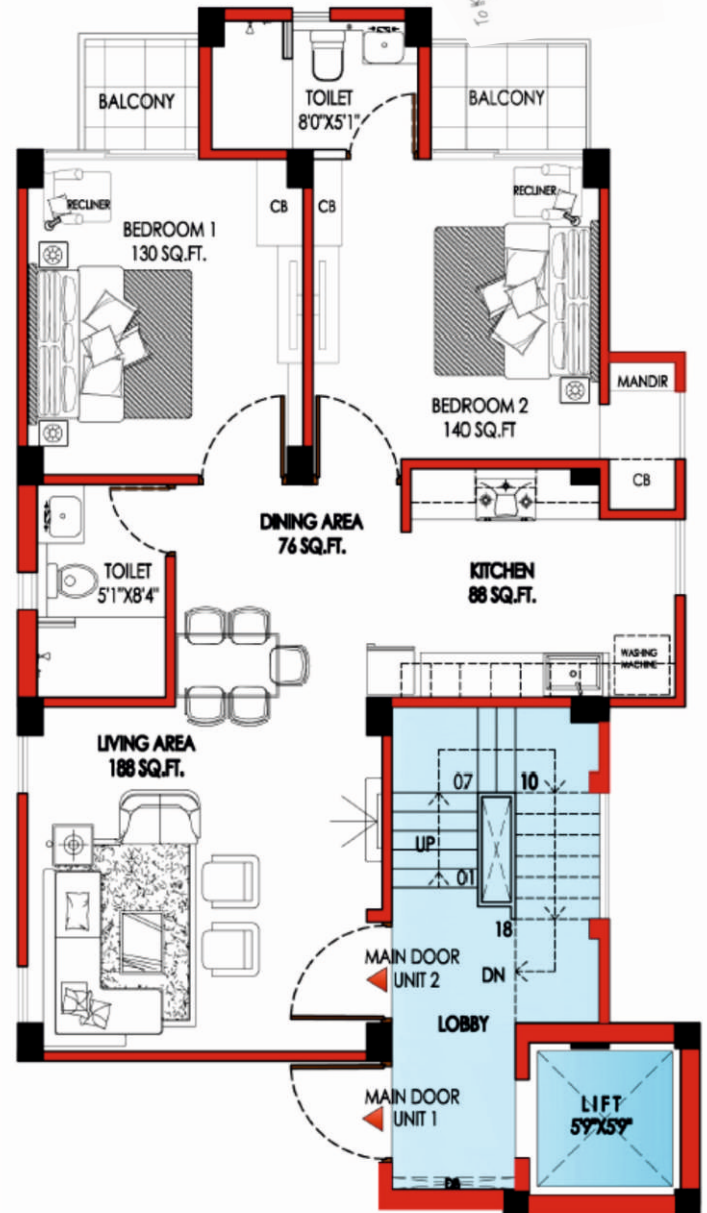 BALCONY
TOILET
8'0"X5'1"
BALCONY
RECLINER
BEDROOM 1
130 SQ.FT.
CB
CB
RECLINER
BEDROOM 2
140 SQ.FT
MANDIR
CB
DINING AREA
76 SQ.FT.
TOILET
5'1"X8'4"
KITCHEN
88 SQ.FT.
WASHING
MACHINE
LIVING AREA
188 SQ.FT.
07
10
UP
01
18
MAIN DOOR
UNIT 2
DN
LOBBY
MAIN DOOR
UNIT 1
LIFT
5'9"X5'9"
DB